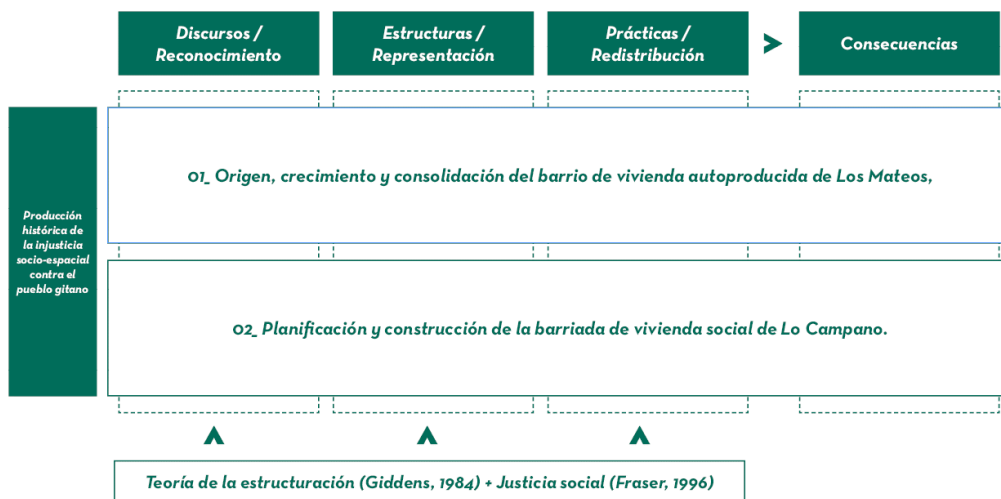 Discursos /
Reconocimiento
Estructuras /
Representación
Prácticas /
Redistribución
>
Consecuencias
Producción
histórica de
la injusticia
socio-espacial
contra el
pueblo gitano
01_ Origen, crecimiento y consolidación del barrio de vivienda autoproducida de Los Mateos,
02_ Planificación y construcción de la barriada de vivienda social de Lo Campano.
Teoría de la estructuración (Giddens, 1984) + Justicia social (Fraser, 1996)